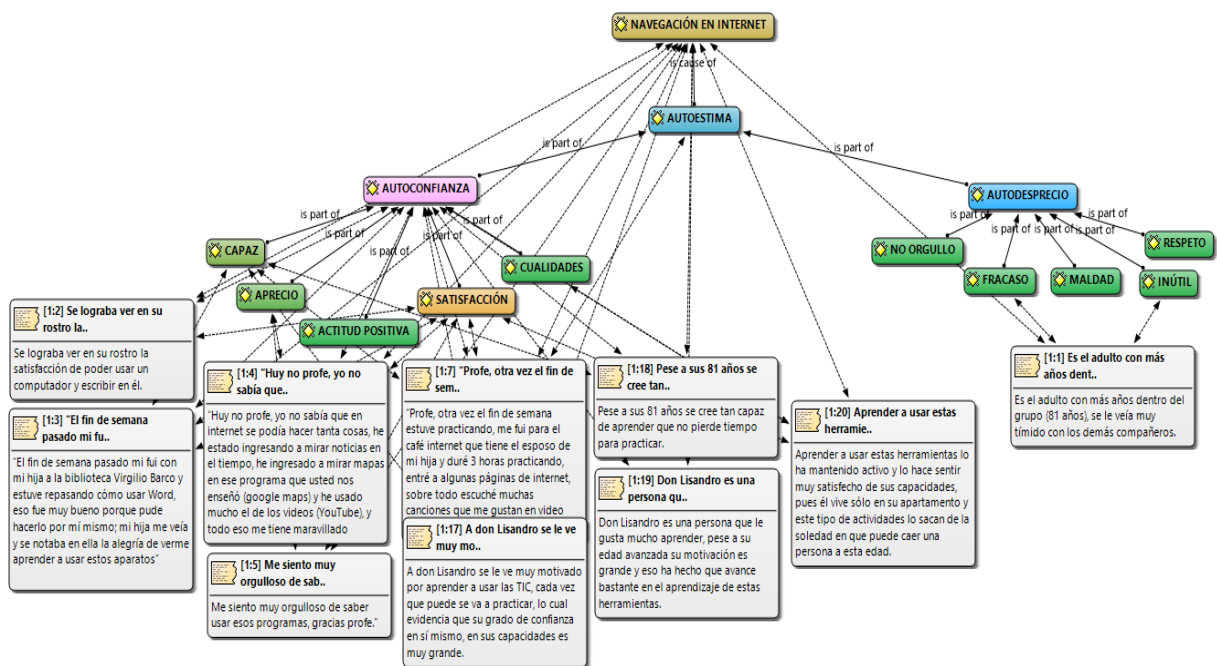 NAVEGACIÓN EN INTERNET
is cause of
AUTOESTIMA
is part of
is part of
AUTOCONFIANZA
AUTODESPRECIO
is part of
is part of
is part of
is part of
is part of
is part of
is part of
is part of
CAPAZ
APRECIO
ACTITUD POSITIVA
SATISFACCIÓN
CUALIDADES
NO ORGULLO
FRACASO
MALDAD
INÚTIL
RESPETO
[1:2] Se lograba ver en su
rostro la..
Se lograba ver en su rostro la
satisfacción de poder usar un
computador y escribir en él.
[1:3] "El fin de semana
pasado mi fu..
"El fin de semana pasado mi fui con
mi hija a la biblioteca Virgilio Barco y
estuve repasando cómo usar Word,
eso fue muy bueno porque pude
hacerlo por mí mismo; mi hija me veía
y se notaba en ella la alegría de verme
aprender a usar estos aparatos"
[1:4] "Huy no profe, yo no
sabía que..
"Huy no profe, yo no sabía que en
internet se podía hacer tanta cosas, he
estado ingresando a mirar noticias en
el tiempo, he ingresado a mirar mapas
en ese programa que usted nos
enseñó (google maps) y he usado
mucho el de los videos (YouTube), y
todo eso me tiene maravillado
[1:5] Me siento muy
orgulloso de sab..
Me siento muy orgulloso de saber
usar esos programas, gracias profe."
[1:7] "Profe, otra vez el fin de
sem..
"Profe, otra vez el fin de semana
estuve practicando, me fui para el
café internet que tiene el esposo de
mi hija y duré 3 horas practicando,
entré a algunas páginas de internet,
sobre todo escuché muchas
canciones que me gustan en video
[1:17] A don Lisandro se le ve
muy mo..
A don Lisandro se le ve muy motivado
por aprender a usar las TIC, cada vez
que puede se va a practicar, lo cual
evidencia que su grado de confianza
en sí mismo, en sus capacidades es
muy grande.
[1:18] Pese a sus 81 años se
cree tan..
Pese a sus 81 años se cree tan capaz
de aprender que no pierde tiempo
para practicar.
[1:19] Don Lisandro es una
persona qu..
Don Lisandro es una persona que le
gusta mucho aprender, pese a su
edad avanzada su motivación es
grande y eso ha hecho que avance
bastante en el aprendizaje de estas
herramientas.
[1:20] Aprender a usar estas
herramie..
Aprender a usar estas herramientas lo
ha mantenido activo y lo hace sentir
muy satisfecho de sus capacidades,
pues él vive sólo en su apartamento y
este tipo de actividades lo sacan de la
soledad en que puede caer una
persona a esta edad.
[1:1] Es el adulto con más
años dent..
Es el adulto con más años dentro del
grupo (81 años), se le veía muy
tímido con los demás compañeros.